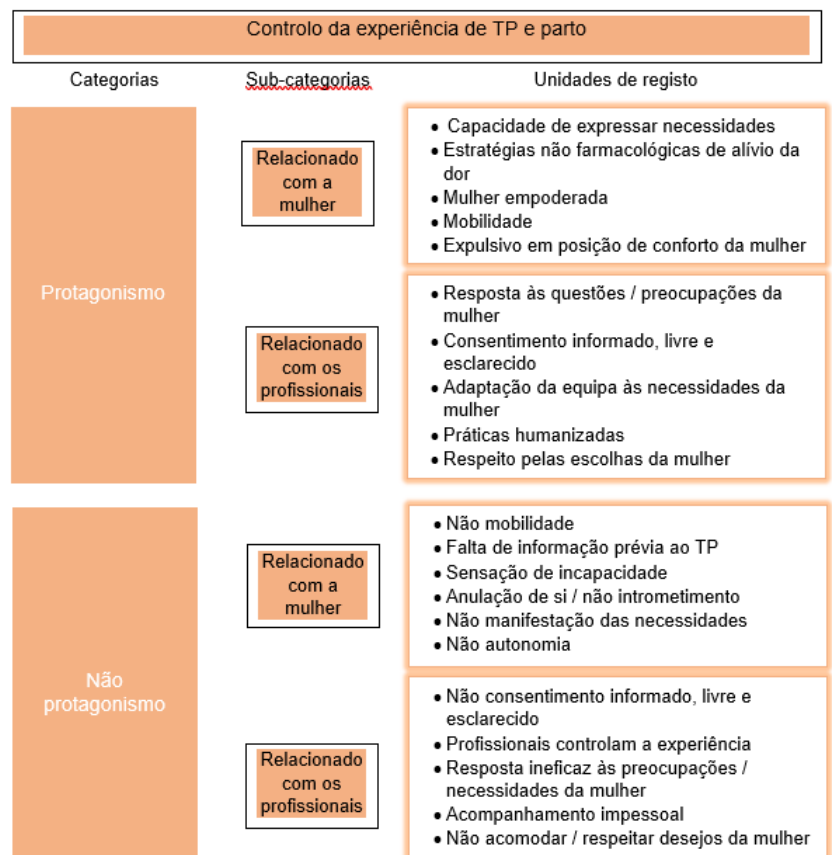 Controlo da experiência de TP e parto
Categorias
Sub-categorias
Unidades de registo
Protagonismo
Relacionado
com a
mulher
• Capacidade de expressar necessidades
• Estratégias não farmacológicas de alívio da
dor
• Mulher empoderada
• Mobilidade
• Expulsivo em posição de conforto da mulher
Relacionado
com os
profissionais
• Resposta às questões / preocupações da
mulher
• Consentimento informado, livre e
esclarecido
• Adaptação da equipa às necessidades da
mulher
• Práticas humanizadas
• Respeito pelas escolhas da mulher
Não
protagonismo
Relacionado
com a
mulher
• Não mobilidade
• Falta de informação prévia ao TP
• Sensação de incapacidade
• Anulação de si / não intrometimento
• Não manifestação das necessidades
• Não autonomia
Relacionado
com os
profissionais
• Não consentimento informado, livre e
esclarecido
• Profissionais controlam a experiência
• Resposta ineficaz às preocupações /
necessidades da mulher
• Acompanhamento impessoal
• Não acomodar / respeitar desejos da mulher